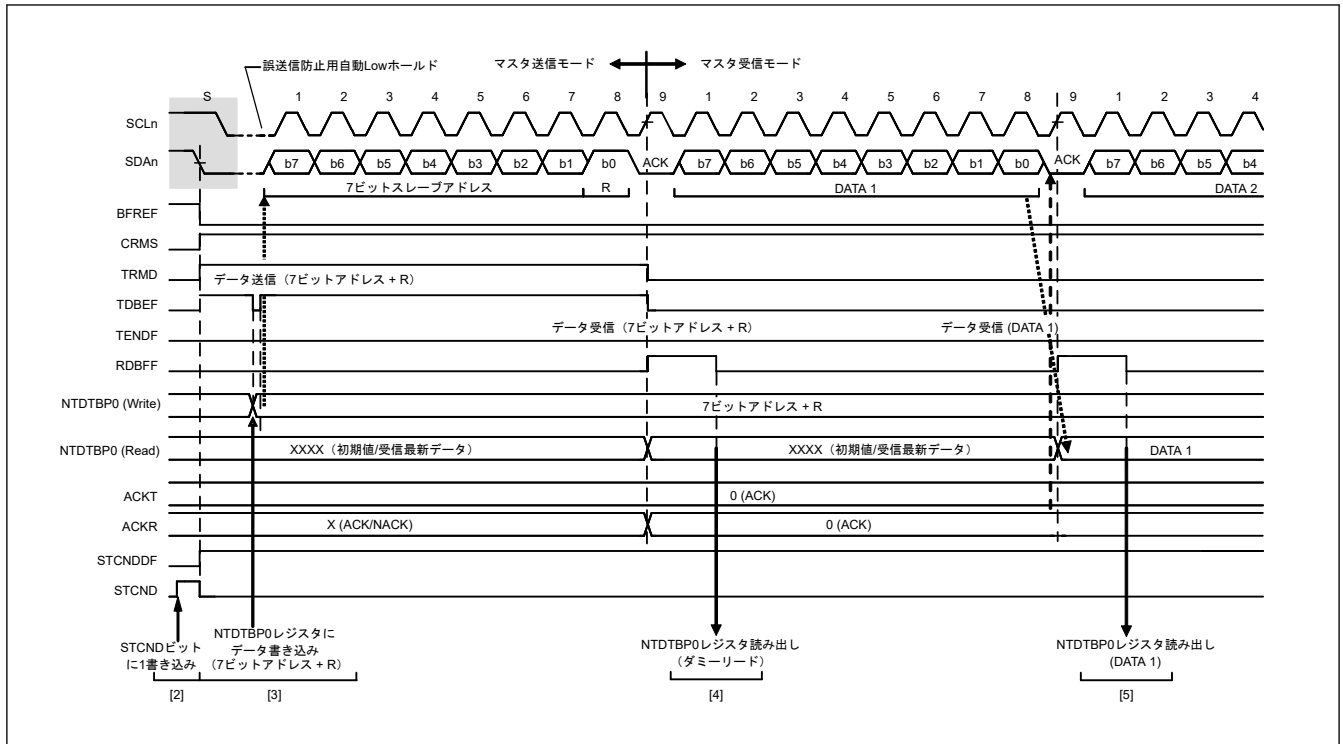 誤送信防止用自動Lowホールド
マスタ送信モード
マスタ受信モード
S 1 2 3 4 5 6 7 8 9 1 2 3 4 5 6 7 8 9 1 2 3 4
SCLn
SDAn b7 b6 b5 b4 b3 b2 b1 b0 ACK b7 b6 b5 b4 b3 b2 b1 b0 ACK b7 b6 b5 b4
7ビットスレーブアドレス R DATA 1 DATA 2
BFREF
CRMS
TRMD データ送信（7ビットアドレス + R）
TDBEF
TENDF データ受信（7ビットアドレス + R） データ受信 (DATA 1)
RDBFF
NTDTBP0 (Write) 7ビットアドレス + R
NTDTBP0 (Read) XXXX（初期値/受信最新データ） XXXX（初期値/受信最新データ） DATA 1
ACKT 0 (ACK)
ACKR X (ACK/NACK) 0 (ACK)
STCNDDF
STCND
STCNDビット
に1書き込み
NTDTBP0レジスタに
データ書き込み
（7ビットアドレス + R）
NTDTBP0レジスタ読み出し
（ダミーリード）
NTDTBP0レジスタ読み出し
(DATA 1)
[2] [3] [4] [5]